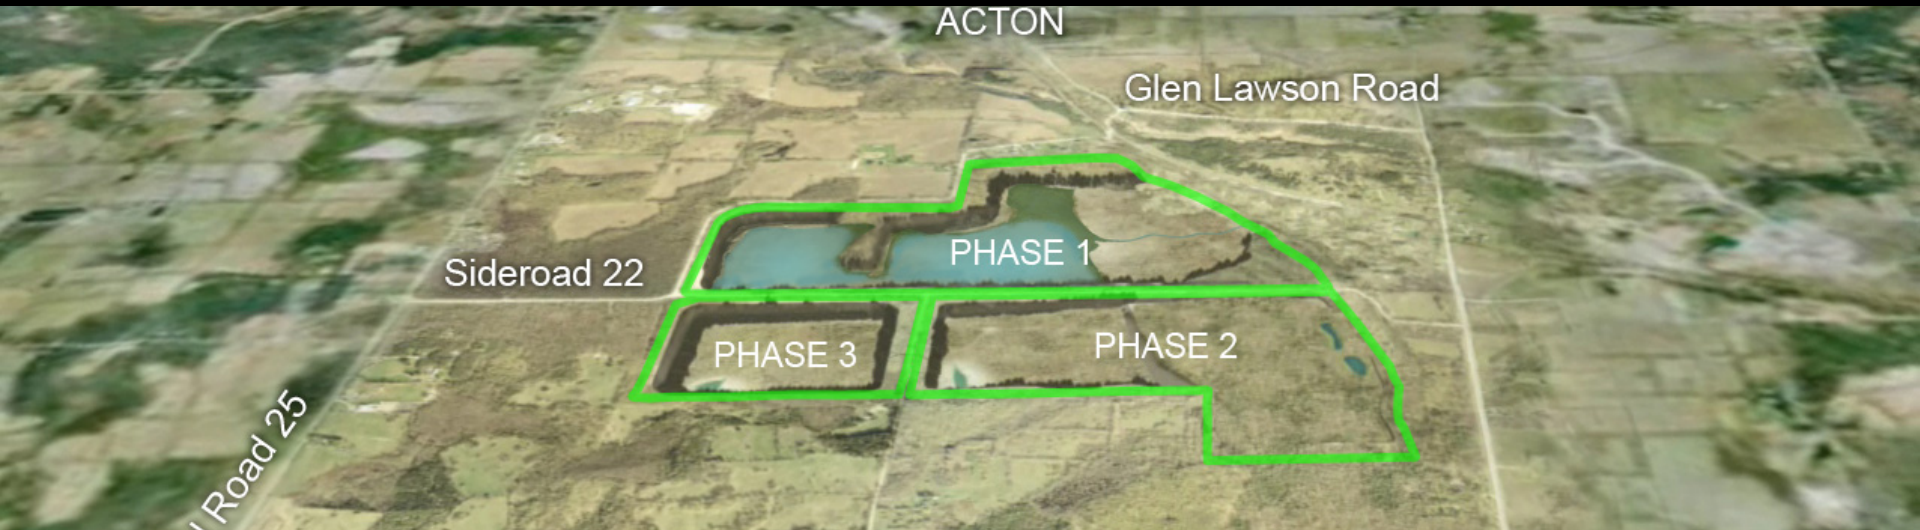 ACTON
Glen Lawson Road
PHASE 1
Sideroad 22
PHASE 2
PHASE 3
Road 25